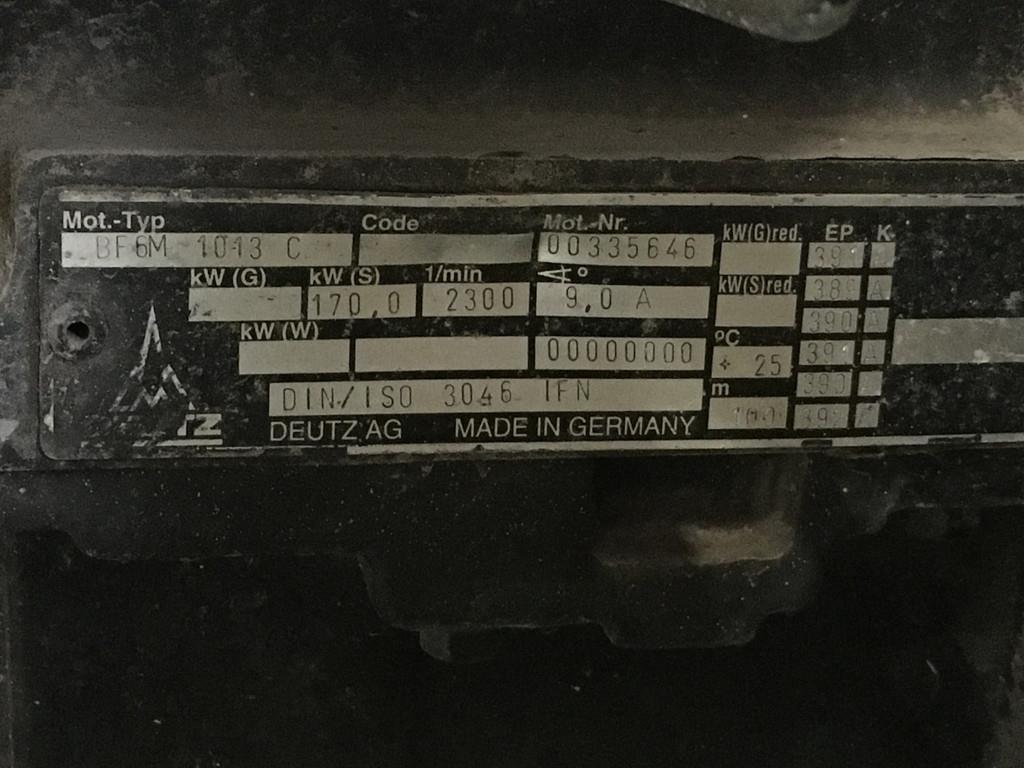 Mot.-Typ Code Mot.-Nr. kW(G)red. EP K
BF6M 1013 C 00335646
kW (G) kW (S) 1/min ° kW(S)red.
170,0 2300 9,0 A A
kW (W) 390 A
00000000 °C
+ 25 A
DIN/ISO 3046 IFN m 390
DEUTZ AG MADE IN GERMANY
TZ